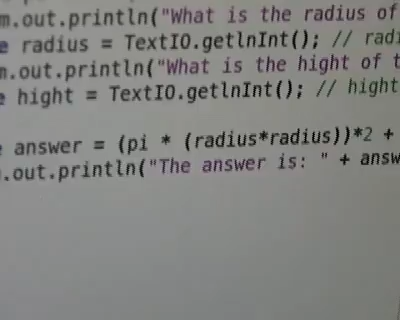 m.out.println("What is the radius of
e radius = TextIO.getlnInt(); // radi
m.out.println("What is the hight of t
e hight = TextIO.getlnInt(); // hight
e answer = (pi * (radius*radius))*2 +
.out.println("The answer is: " + answ